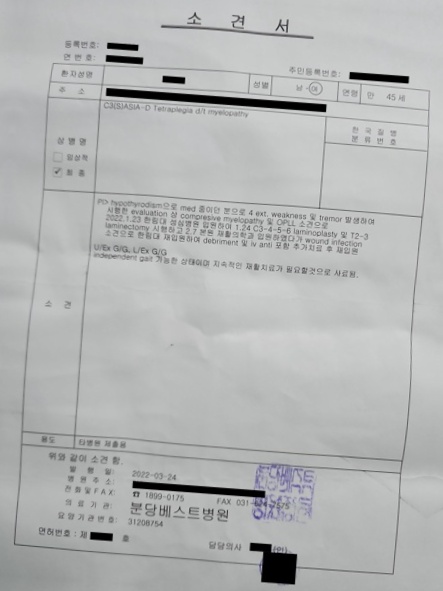 소 견 서
등록번호:
연 번 호:
주민등록번호:
환자성명
성별
남 · 여
연령
만 45 세
주 소
상 병 명
임상적
최 종
C3(S)ASIA-D Tetraplegia d/t myelopathy
한 국 질 병
분 류 번 호
소 견
PI> hypothyrodism으로 med 중이던 분으로 4 ext. weakness 및 tremor 발생하여
시행한 evaluation 상 compresive myelopathy 및 OPLL 소견으로
2022.1.23 한림대 성심병원 입원하여 1.24 C3-4-5-6 laminoplasty 및 T2-3
laminectomy 시행하고 2.7 본원 재활의학과 입원하였다가 wound infection
소견으로 한림대 재입원하여 debriment 및 iv anti 포함 추가치료 후 재입원
U/Ex G/G, L/Ex G/G
independent gait 가능한 상태이며 지속적인 재활치료가 필요할것으로 사료됨.
용도
타병원 제출용
위와 같이 소견 함.
발 행 일:
2022-03-24
병 원 주 소:
전화 및 FAX:
☎ 1899-0175
FAX 031-
의 료 기 관:
분당베스트병원
요 양 기 관 번 호:
31208754
면허번호 : 제 호
담당의사
(인)